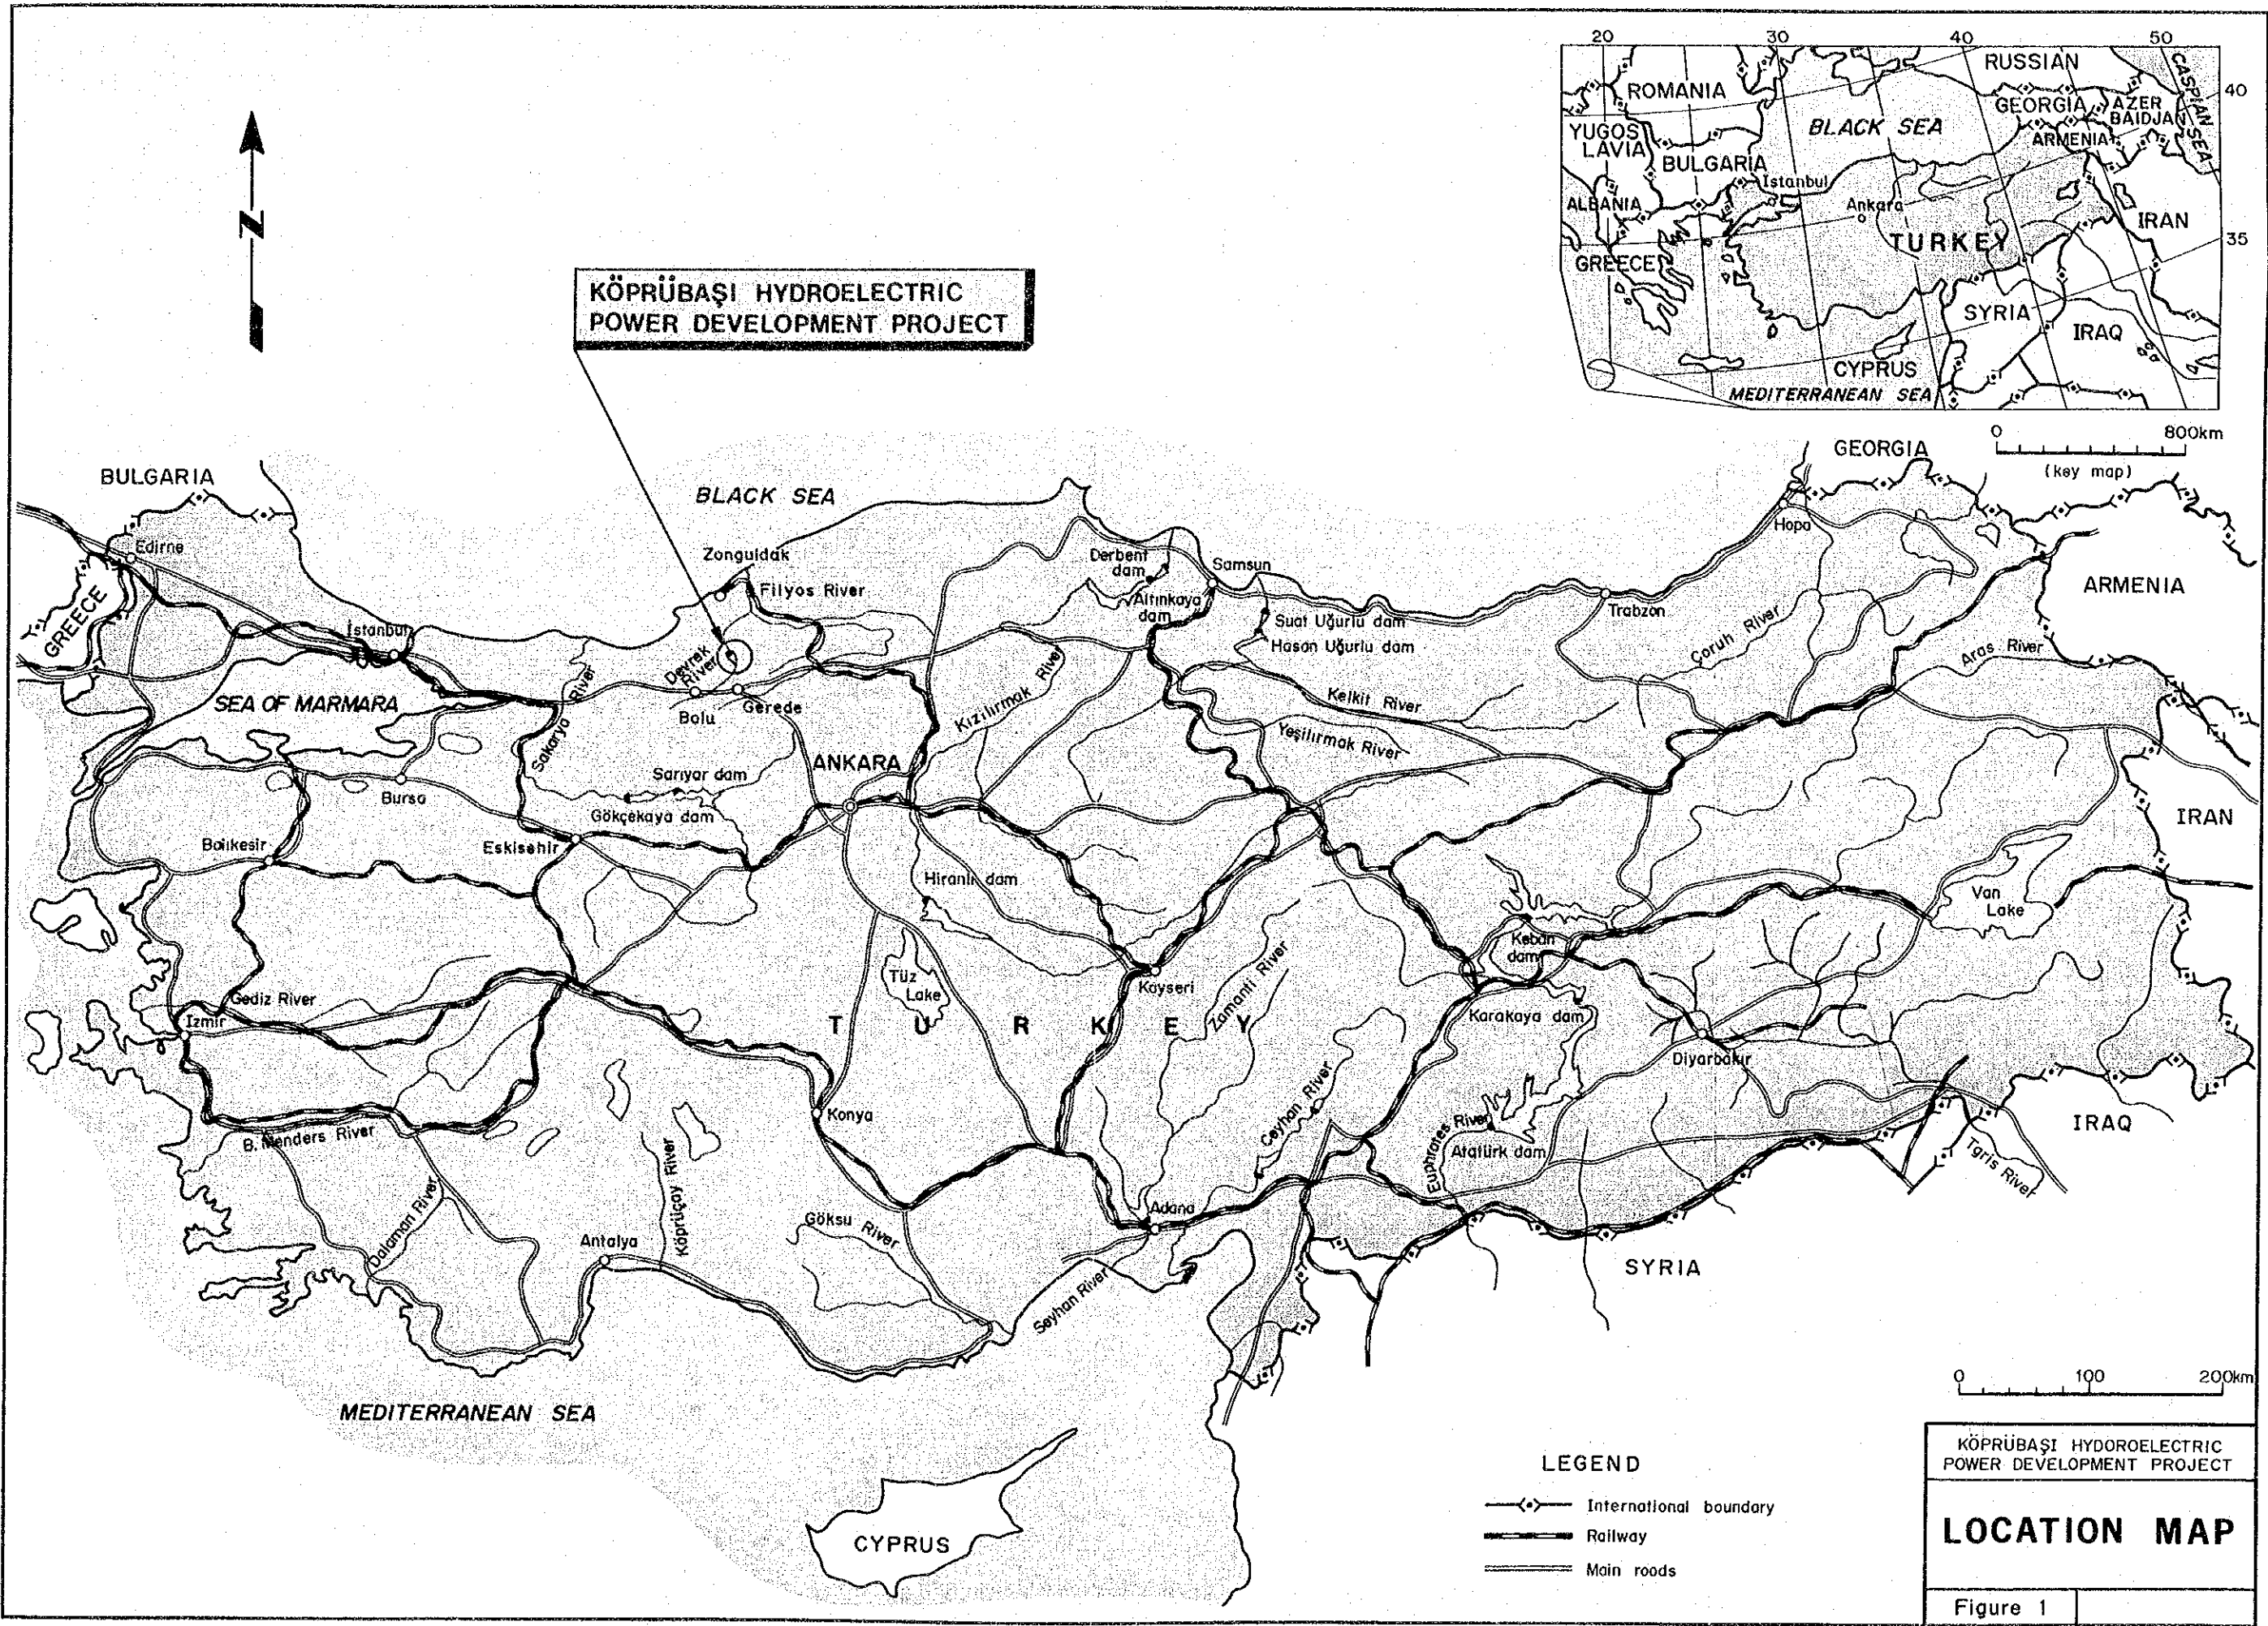 20 30 40 50
RUSSIAN
ROMANIA
GEORGIA
AZER
BAIDJAN
CASPIAN SEA
40
YUGOS
LAVIA
BLACK SEA
ARMENIA
BULGARIA
Istanbul
ALBANIA
Ankara
IRAN
TURKEY
35
GREECE
SYRIA
IRAQ
CYPRUS
MEDITERRANEAN SEA
0 800km
(key map)
N
KÖPRÜBAŞI HYDROELECTRIC
POWER DEVELOPMENT PROJECT
BULGARIA
BLACK SEA
GEORGIA
Hopa
Edirne
Zonguldak
Filyos River
Derbent
dam
Samsun
Altınkaya
dam
Suat Uğurlu dam
Hasan Uğurlu dam
Trabzon
ARMENIA
GREECE
İstanbul
Devrek
River
Çoruh River
Aras River
SEA OF MARMARA
Sakarya River
Bolu
Gerede
Kızılırmak River
Kelkit River
Yeşilırmak River
ANKARA
Sarıyar dam
Bursa
Gökçekaya dam
IRAN
Balıkesir
Eskisehir
Hiranlı dam
Van
Lake
Keban
dam
Tüz
Lake
Kayseri
Zamantı River
Gediz River
Izmir
TURKEY
Karakaya dam
Diyarbakır
Konya
Ceyhan River
B. Menders River
Euphrates River
Atatürk dam
IRAQ
Tgris River
Köprüçay River
Dalaman River
Göksu River
Adana
Antalya
Seyhan River
SYRIA
MEDITERRANEAN SEA
CYPRUS
0 100 200km
LEGEND
International boundary
Railway
Main roads
KÖPRÜBAŞI HYDOROELECTRIC
POWER DEVELOPMENT PROJECT
LOCATION MAP
Figure 1